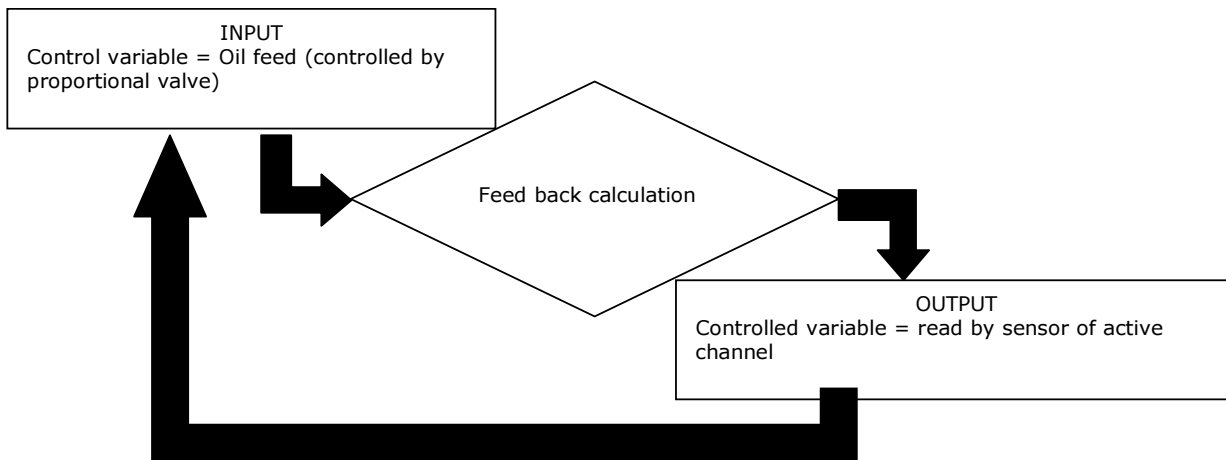 INPUT
Control variable = Oil feed (controlled by
proportional valve)
Feed back calculation
OUTPUT
Controlled variable = read by sensor of active
channel